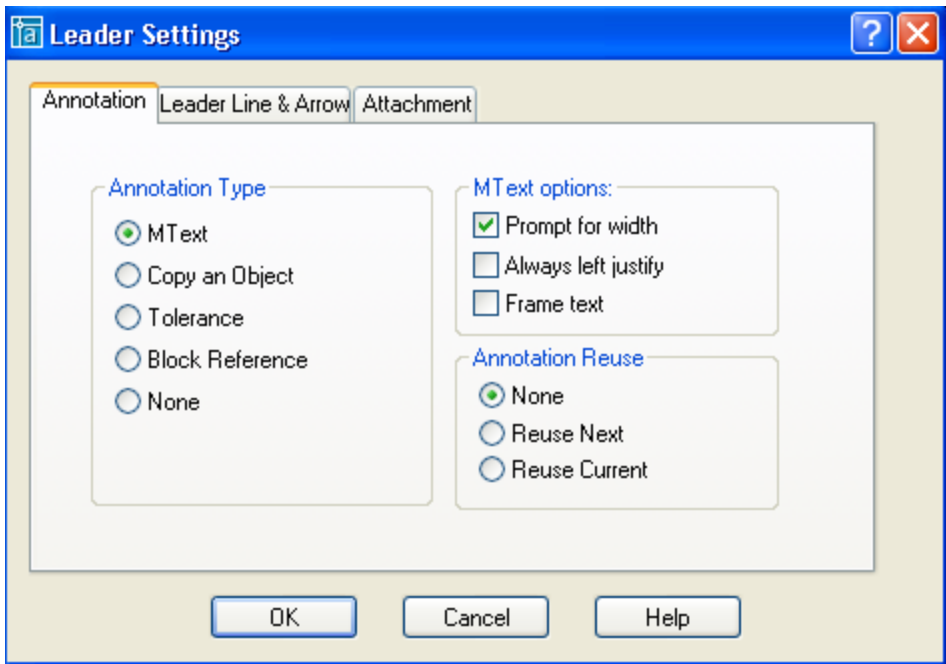 Leader Settings
Annotation
Leader Line & Arrow
Attachment
Annotation Type
MText
Copy an Object
Tolerance
Block Reference
None
MText options:
Prompt for width
Always left justify
Frame text
Annotation Reuse
None
Reuse Next
Reuse Current
OK
Cancel
Help